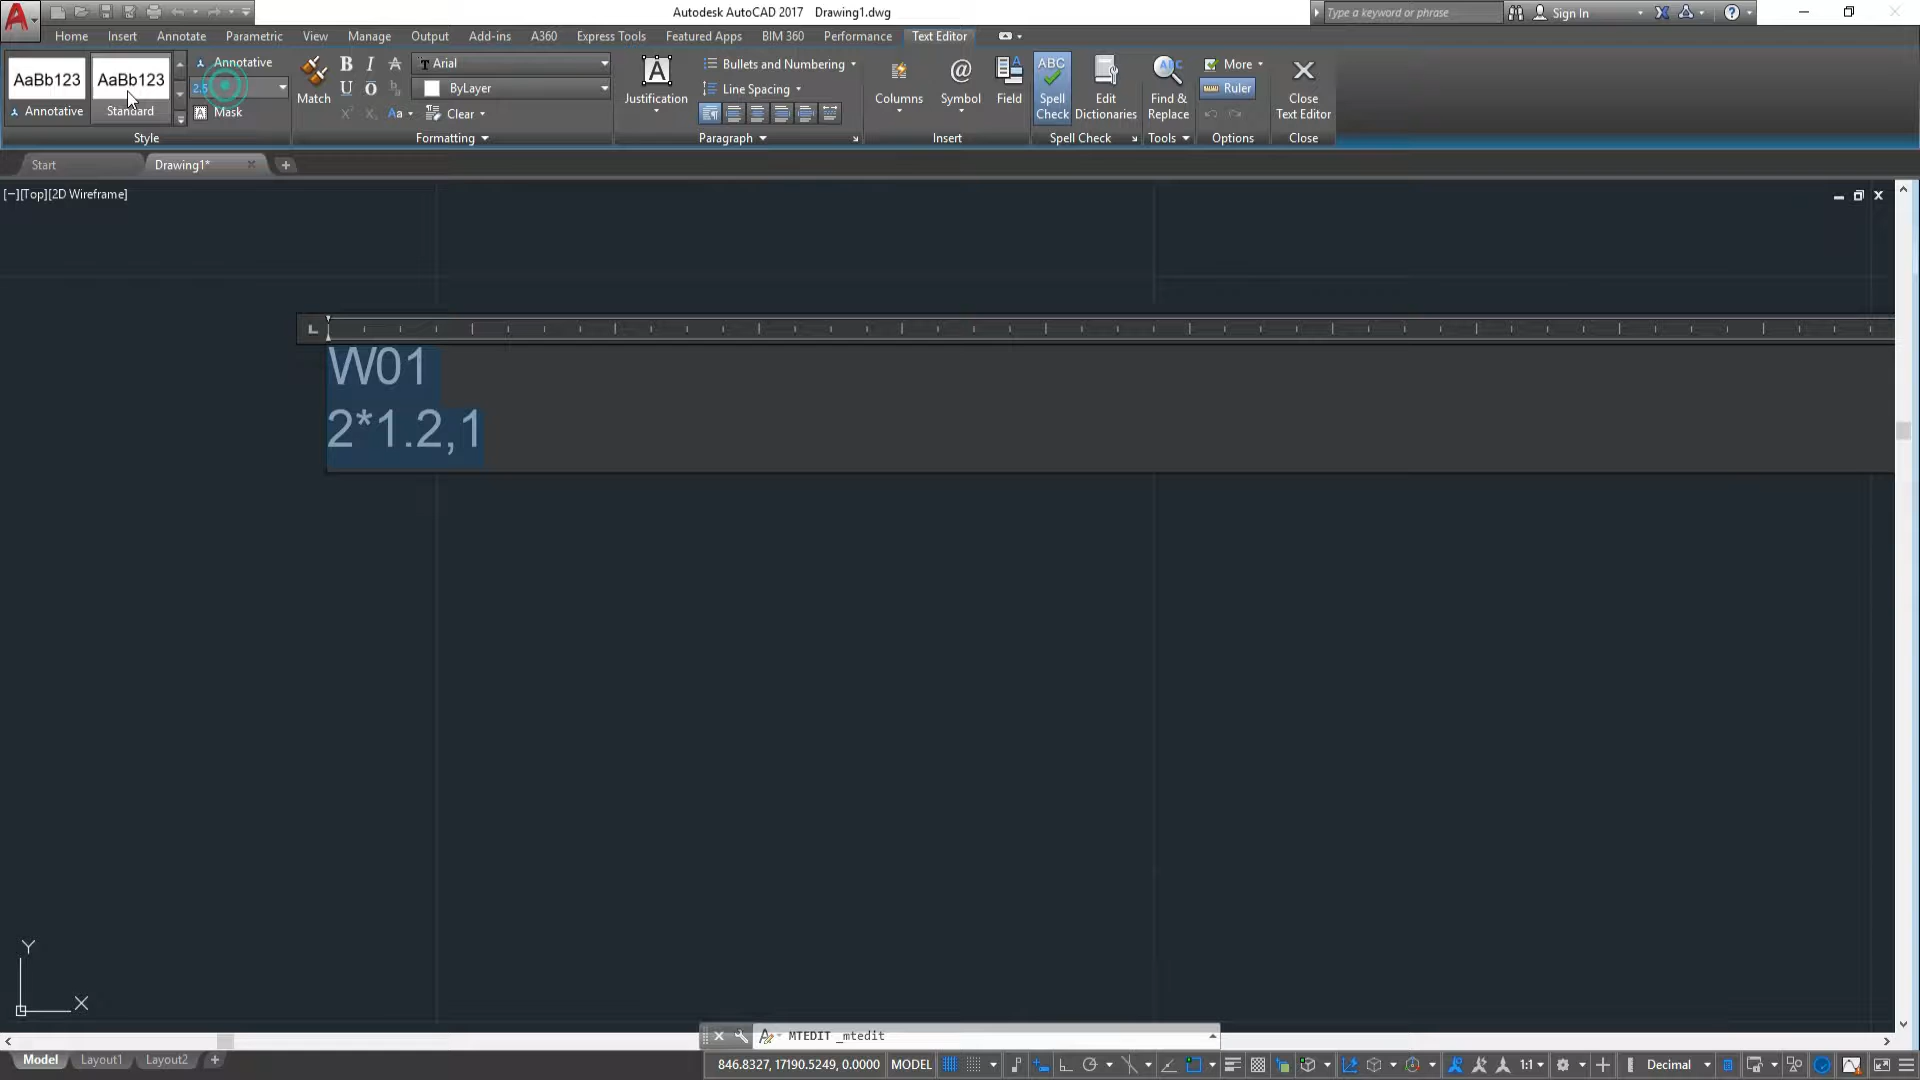 Autodesk AutoCAD 2017 Drawing1.dwg
Type a keyword or phrase
Sign In
Home Insert Annotate Parametric View Manage Output Add-ins A360 Express Tools Featured Apps BIM 360 Performance Text Editor
AaBb123 AaBb123
Annotative Standard
Annotative
2.5
Mask
Style
Match
B I A
Arial
U O
ByLayer
Aa Clear
Formatting
A
Justification
Bullets and Numbering
Line Spacing
Paragraph
Columns
@
Symbol
Field
Insert
ABC
Spell Check
Edit Dictionaries
Spell Check
ABC
Find & Replace
Tools
More
Ruler
Options
Close Text Editor
Close
Start Drawing1*
[−][Top][2D Wireframe]
W01
2*1.2,1
Y
X
MTEDIT _mtedit
Model Layout1 Layout2
846.8327, 17190.5249, 0.0000 MODEL 1:1 Decimal